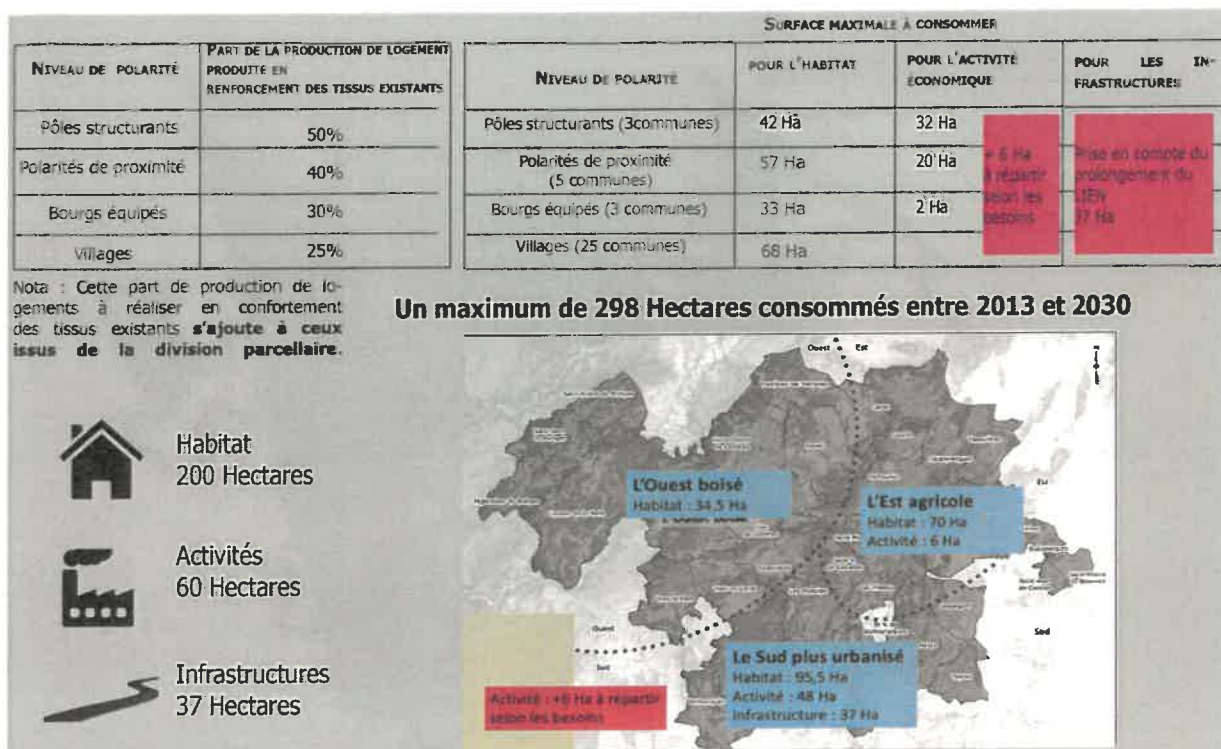 SURFACE MAXIMALE À CONSOMMER
NIVEAU DE POLARITÉ
PART DE LA PRODUCTION DE LOGEMENT
PRODUITE EN
RENFORCEMENT DES TISSUS EXISTANTS
Pôles structurants
50%
Polarités de proximité
40%
Bourgs équipés
30%
Villages
25%
NIVEAU DE POLARITÉ
POUR L'HABITAT
POUR L'ACTIVITÉ
ÉCONOMIQUE
POUR LES IN-
FRASTRUCTURES
Pôles structurants (3communes)
42 Ha
32 Ha
Polarités de proximité
(5 communes)
57 Ha
20 Ha
Bourgs équipés (3 communes)
33 Ha
2 Ha
Villages (25 communes)
68 Ha
+ 6 Ha
à répartir
selon les
besoins
Prise en compte du
prolongement du
LIEN
37 Ha
Nota : Cette part de production de lo-
gements à réaliser en confortement
des tissus existants s'ajoute à ceux
issus de la division parcellaire.
Un maximum de 298 Hectares consommés entre 2013 et 2030
Habitat
200 Hectares
Activités
60 Hectares
Infrastructures
37 Hectares
Ouest Est
L'Ouest boisé
Habitat : 34,5 Ha
L'Est agricole
Habitat : 70 Ha
Activité : 6 Ha
Est
Sud
Ouest
Sud
Le Sud plus urbanisé
Habitat : 95,5 Ha
Activité : 48 Ha
Infrastructure : 37 Ha
Activité : +6 Ha à répartir
selon les besoins